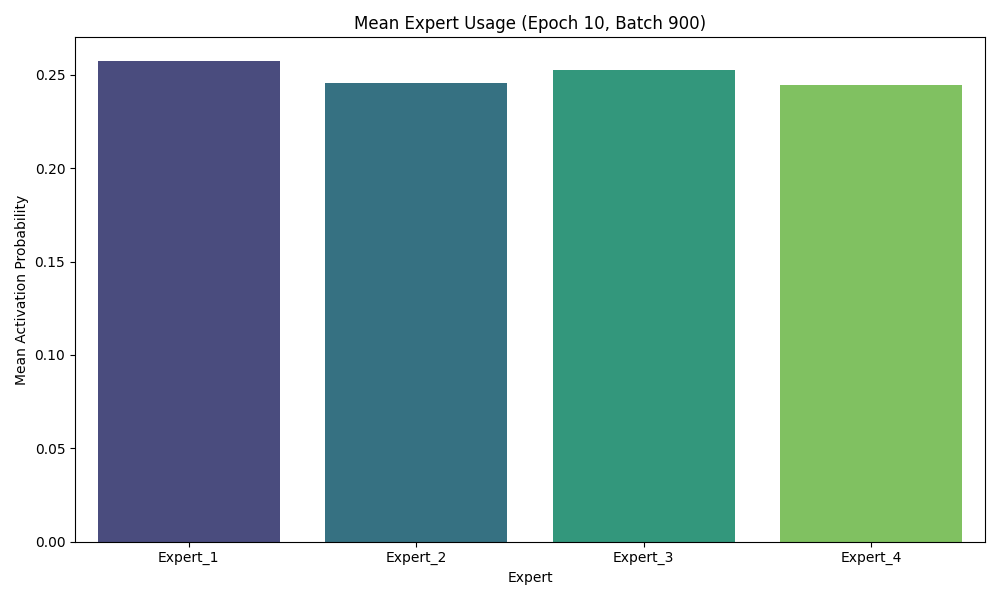 Mean Expert Usage (Epoch 10, Batch 900)
Mean Activation Probability
0.25
0.20
0.15
0.10
0.05
0.00
Expert_1
Expert_2
Expert_3
Expert_4
Expert